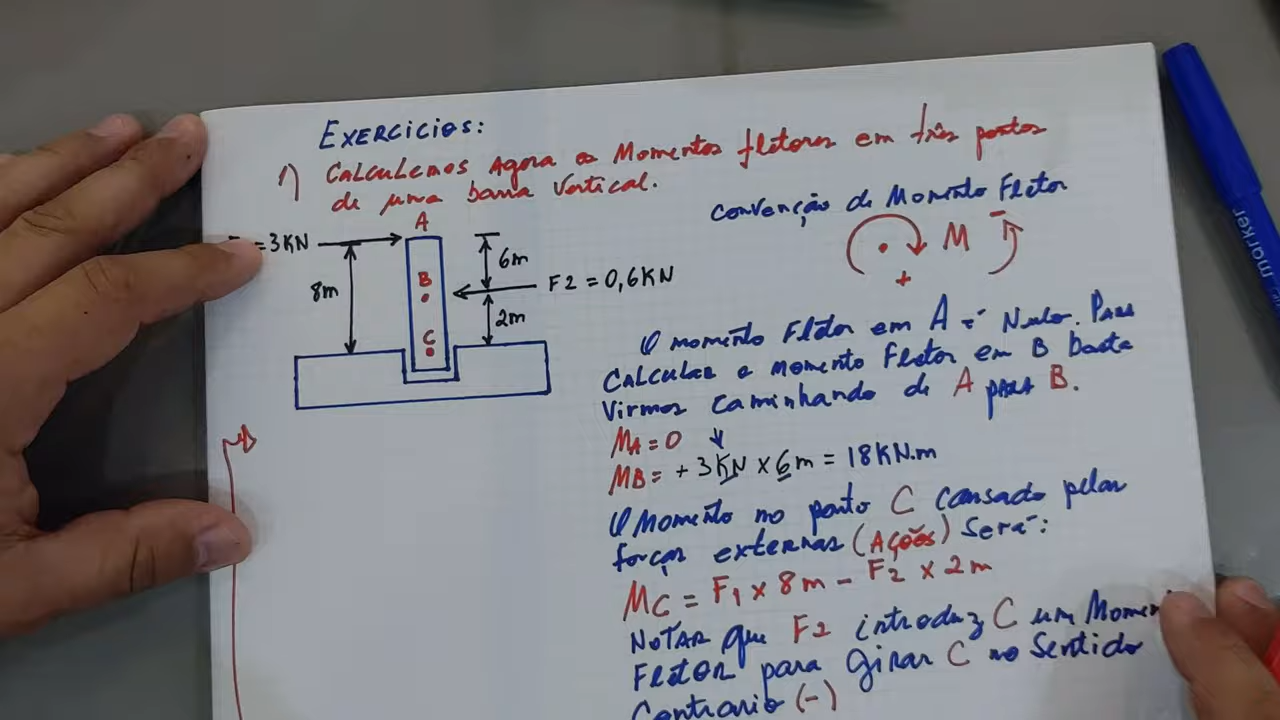 EXERCICIOS:
1) CALCULEMOS Agora os Momentos fletores em três pontos
de uma barra Vertical.
Convenção de Momento Fletor
A
=3KN
6m
F2 = 0,6KN
8m
B
2m
C
M
-
+
O momento Fletor em A é Nulo. Para
CALCULAR o momento Fletor em B basta
Virmos caminhando de A para B.
MA = 0
MB = + 3KN x 6m = 18KN.m
O Momento no ponto C causado pelas
forças externas (Ações) Será:
MC = F1 x 8m - F2 x 2m
NOTAR que F2 introduz C um Momen
Fletor para girar C no Sentido
Contrario (-)
marker